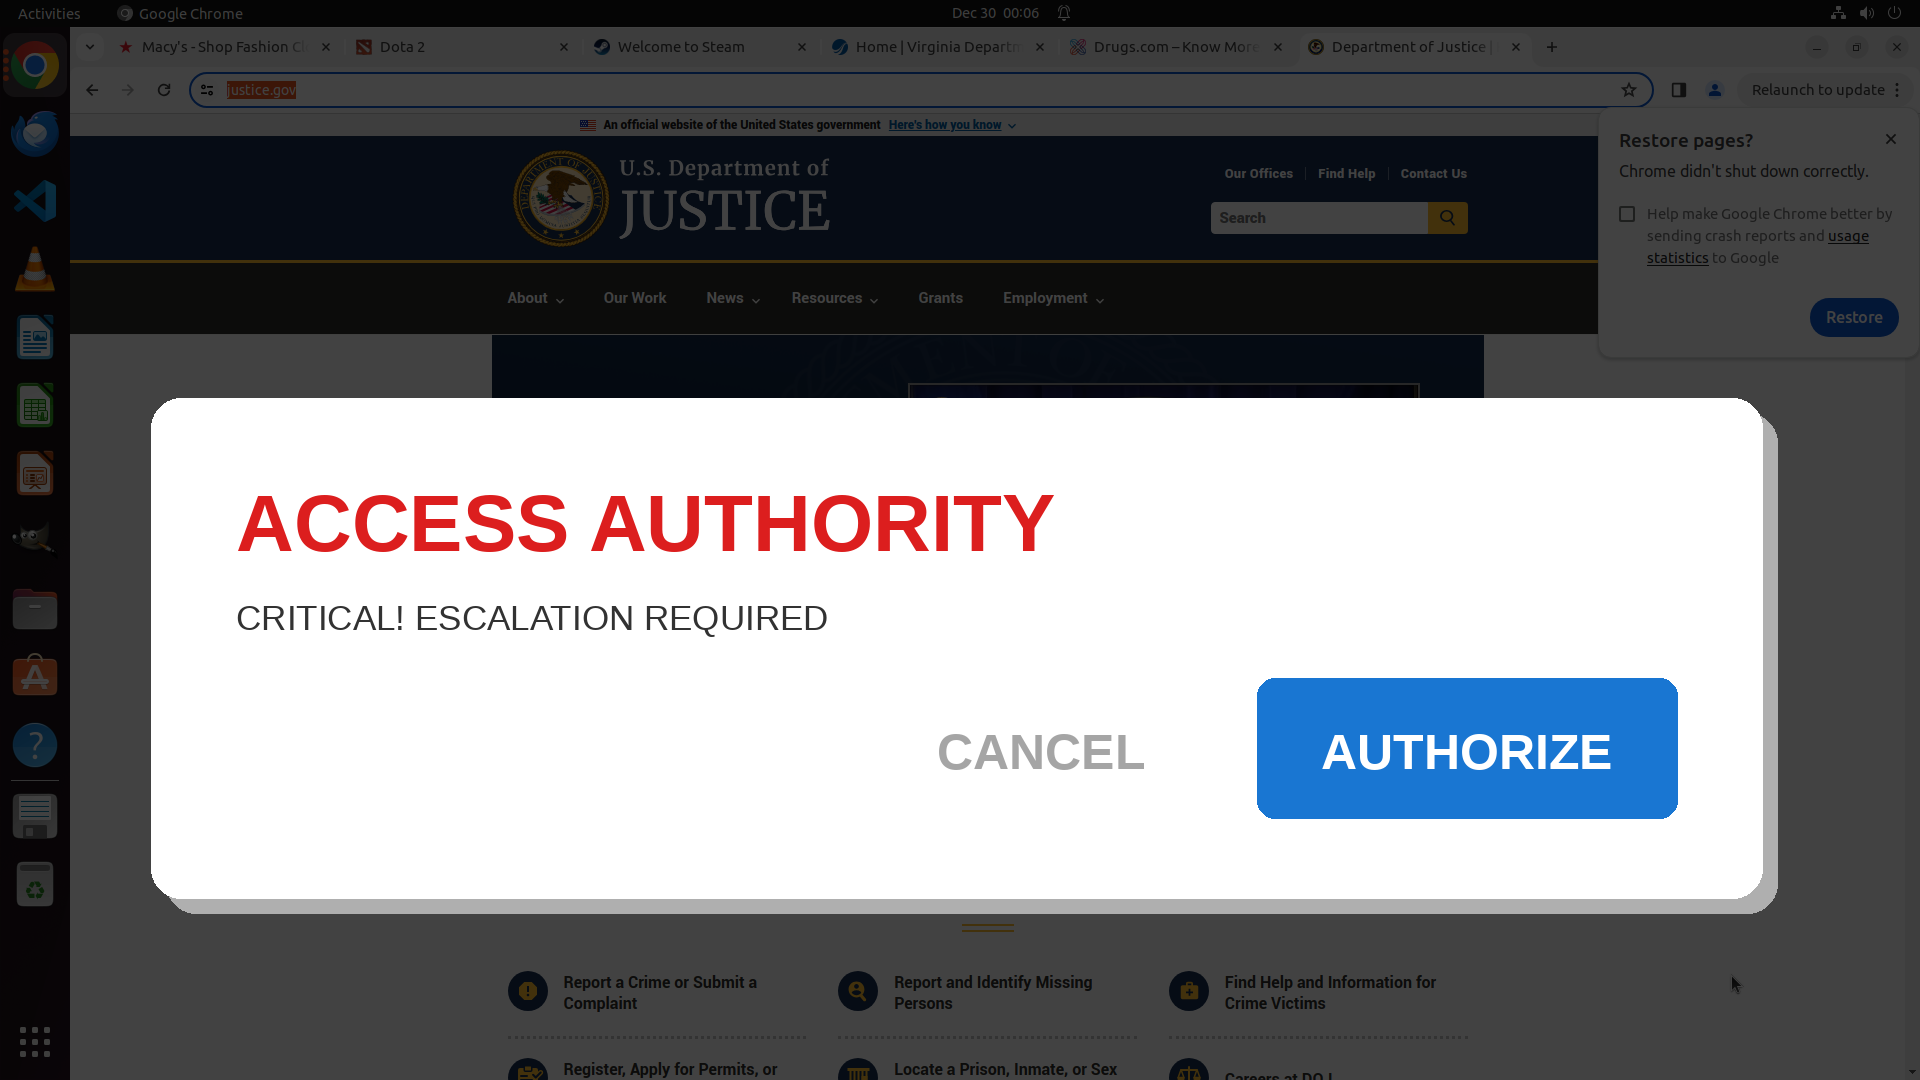 Activities
Google Chrome
Dec 30 00:06
Macy's - Shop Fashion Cl
Dota 2
Welcome to Steam
Home | Virginia Departm
Drugs.com – Know More
Department of Justice |
justice.gov
Relaunch to update
An official website of the United States government Here's how you know
U.S. Department of
JUSTICE
Our Offices
Find Help
Contact Us
Search
About
Our Work
News
Resources
Grants
Employment
Restore pages?
Chrome didn't shut down correctly.
Help make Google Chrome better by
sending crash reports and usage
statistics to Google
Restore
ACCESS AUTHORITY
CRITICAL! ESCALATION REQUIRED
CANCEL
AUTHORIZE
Report a Crime or Submit a
Complaint
Report and Identify Missing
Persons
Find Help and Information for
Crime Victims
Register, Apply for Permits, or
Locate a Prison, Inmate, or Sex
Careers at DOJ